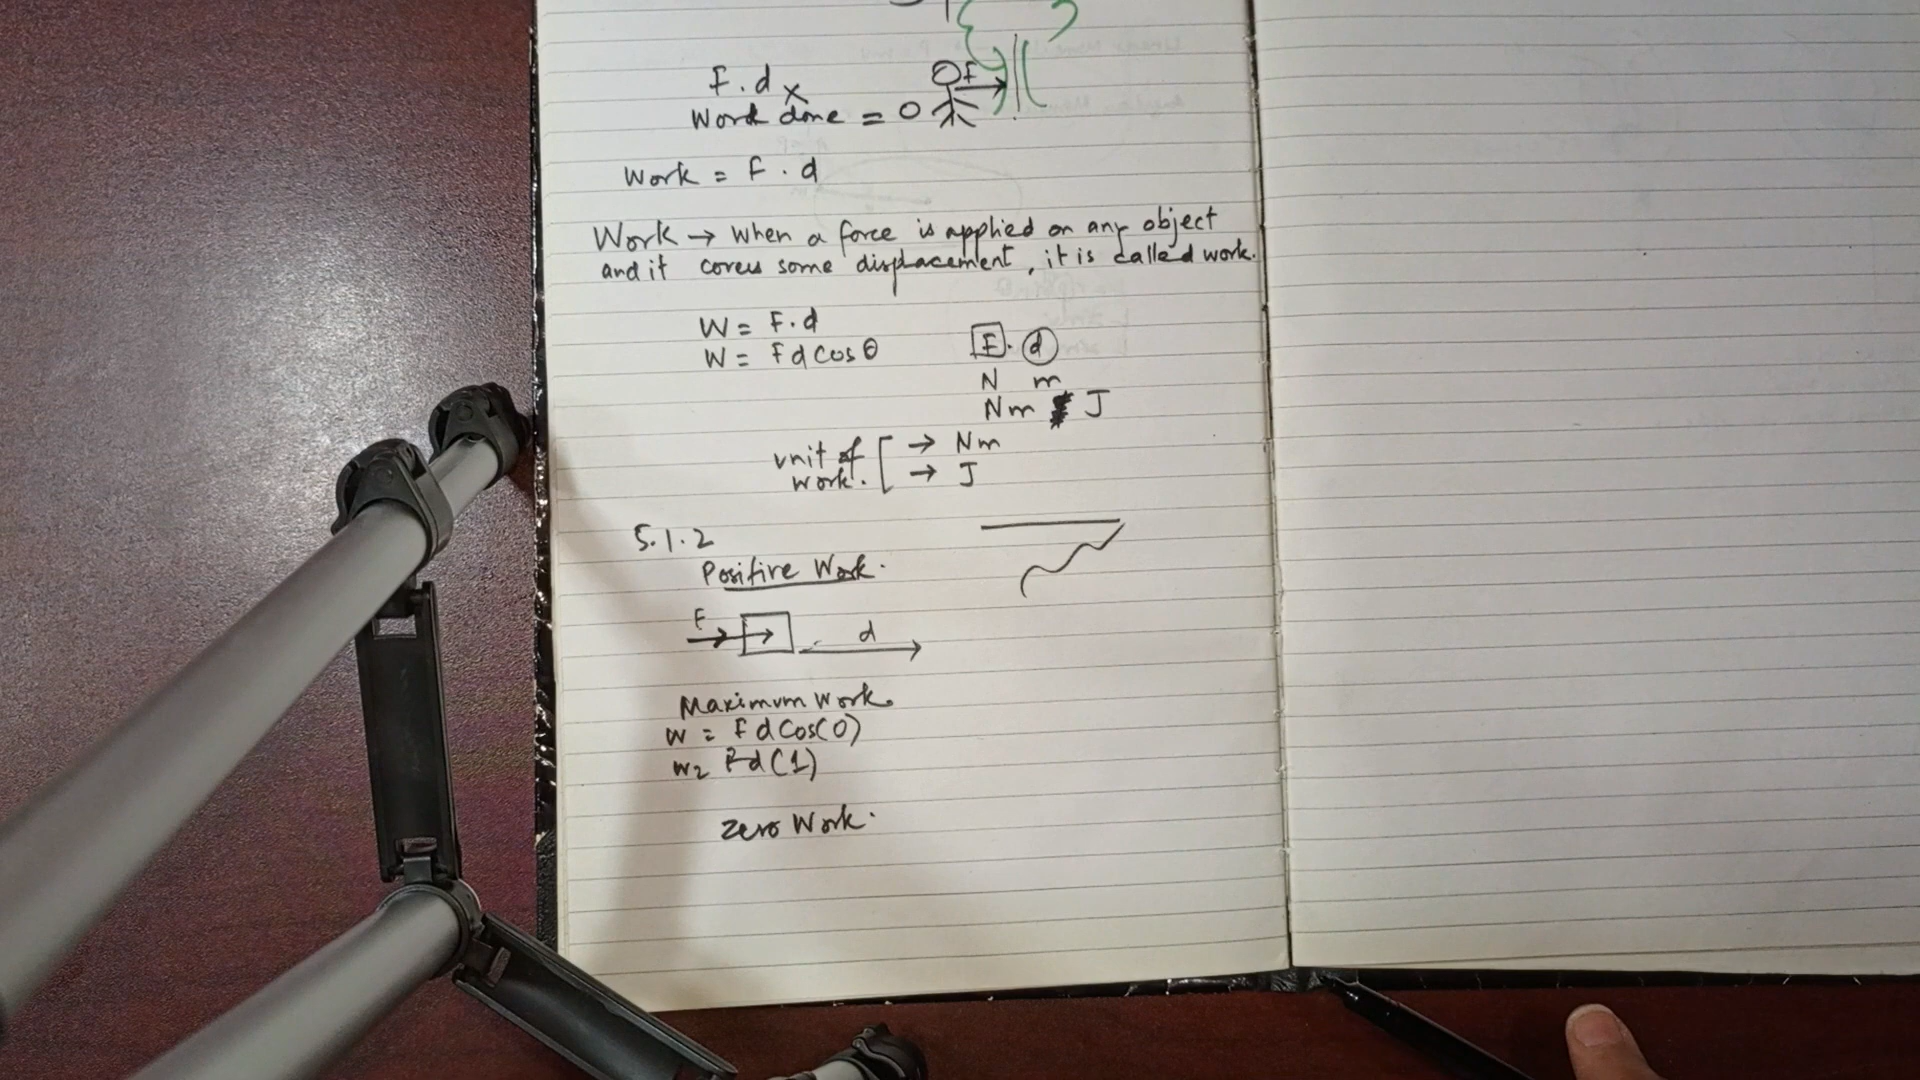 F.d x
F
Word done = 0
Work = F . d
Work → When a force is applied on any object
and it covers some displacement, it is called work.
W = F.d
W = Fd Cos θ
F . d
N m
Nm J
unit of work. → Nm
→ J
5.1.2
Positive Work.
F
d
Maximum Work.
W = Fd Cos(0)
W = Fd (1)
Zero Work.